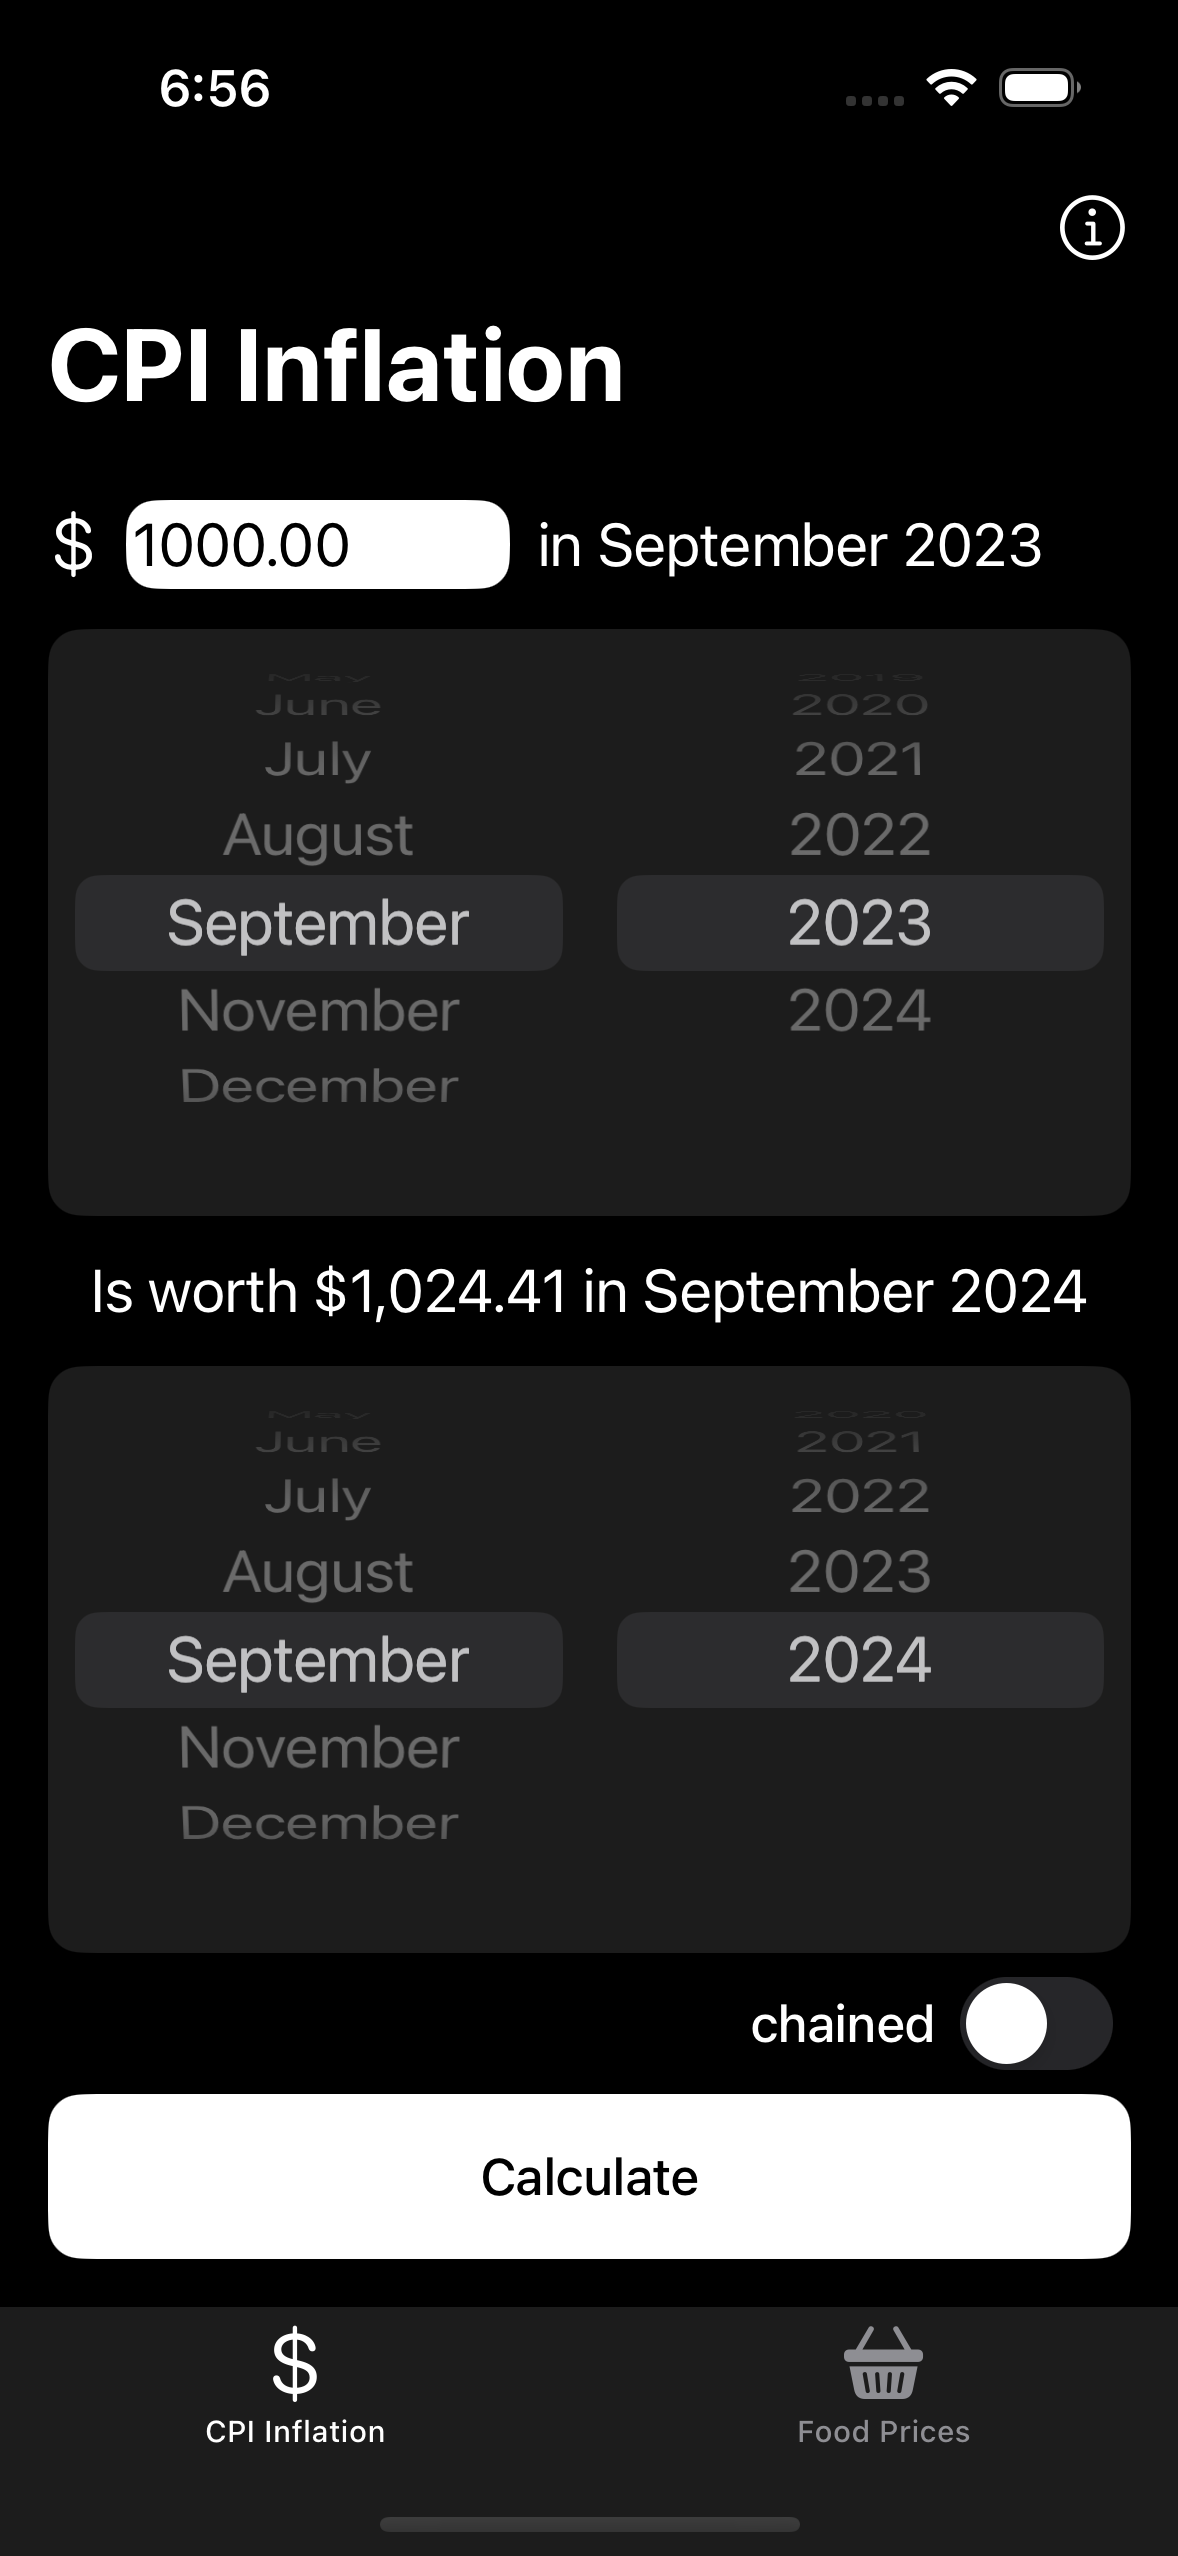 6:56
CPI Inflation
$ 1000.00 in September 2023
May 2019
June 2020
July 2021
August 2022
September 2023
November 2024
December
Is worth $1,024.41 in September 2024
May 2020
June 2021
July 2022
August 2023
September 2024
November
December
chained
Calculate
CPI Inflation Food Prices